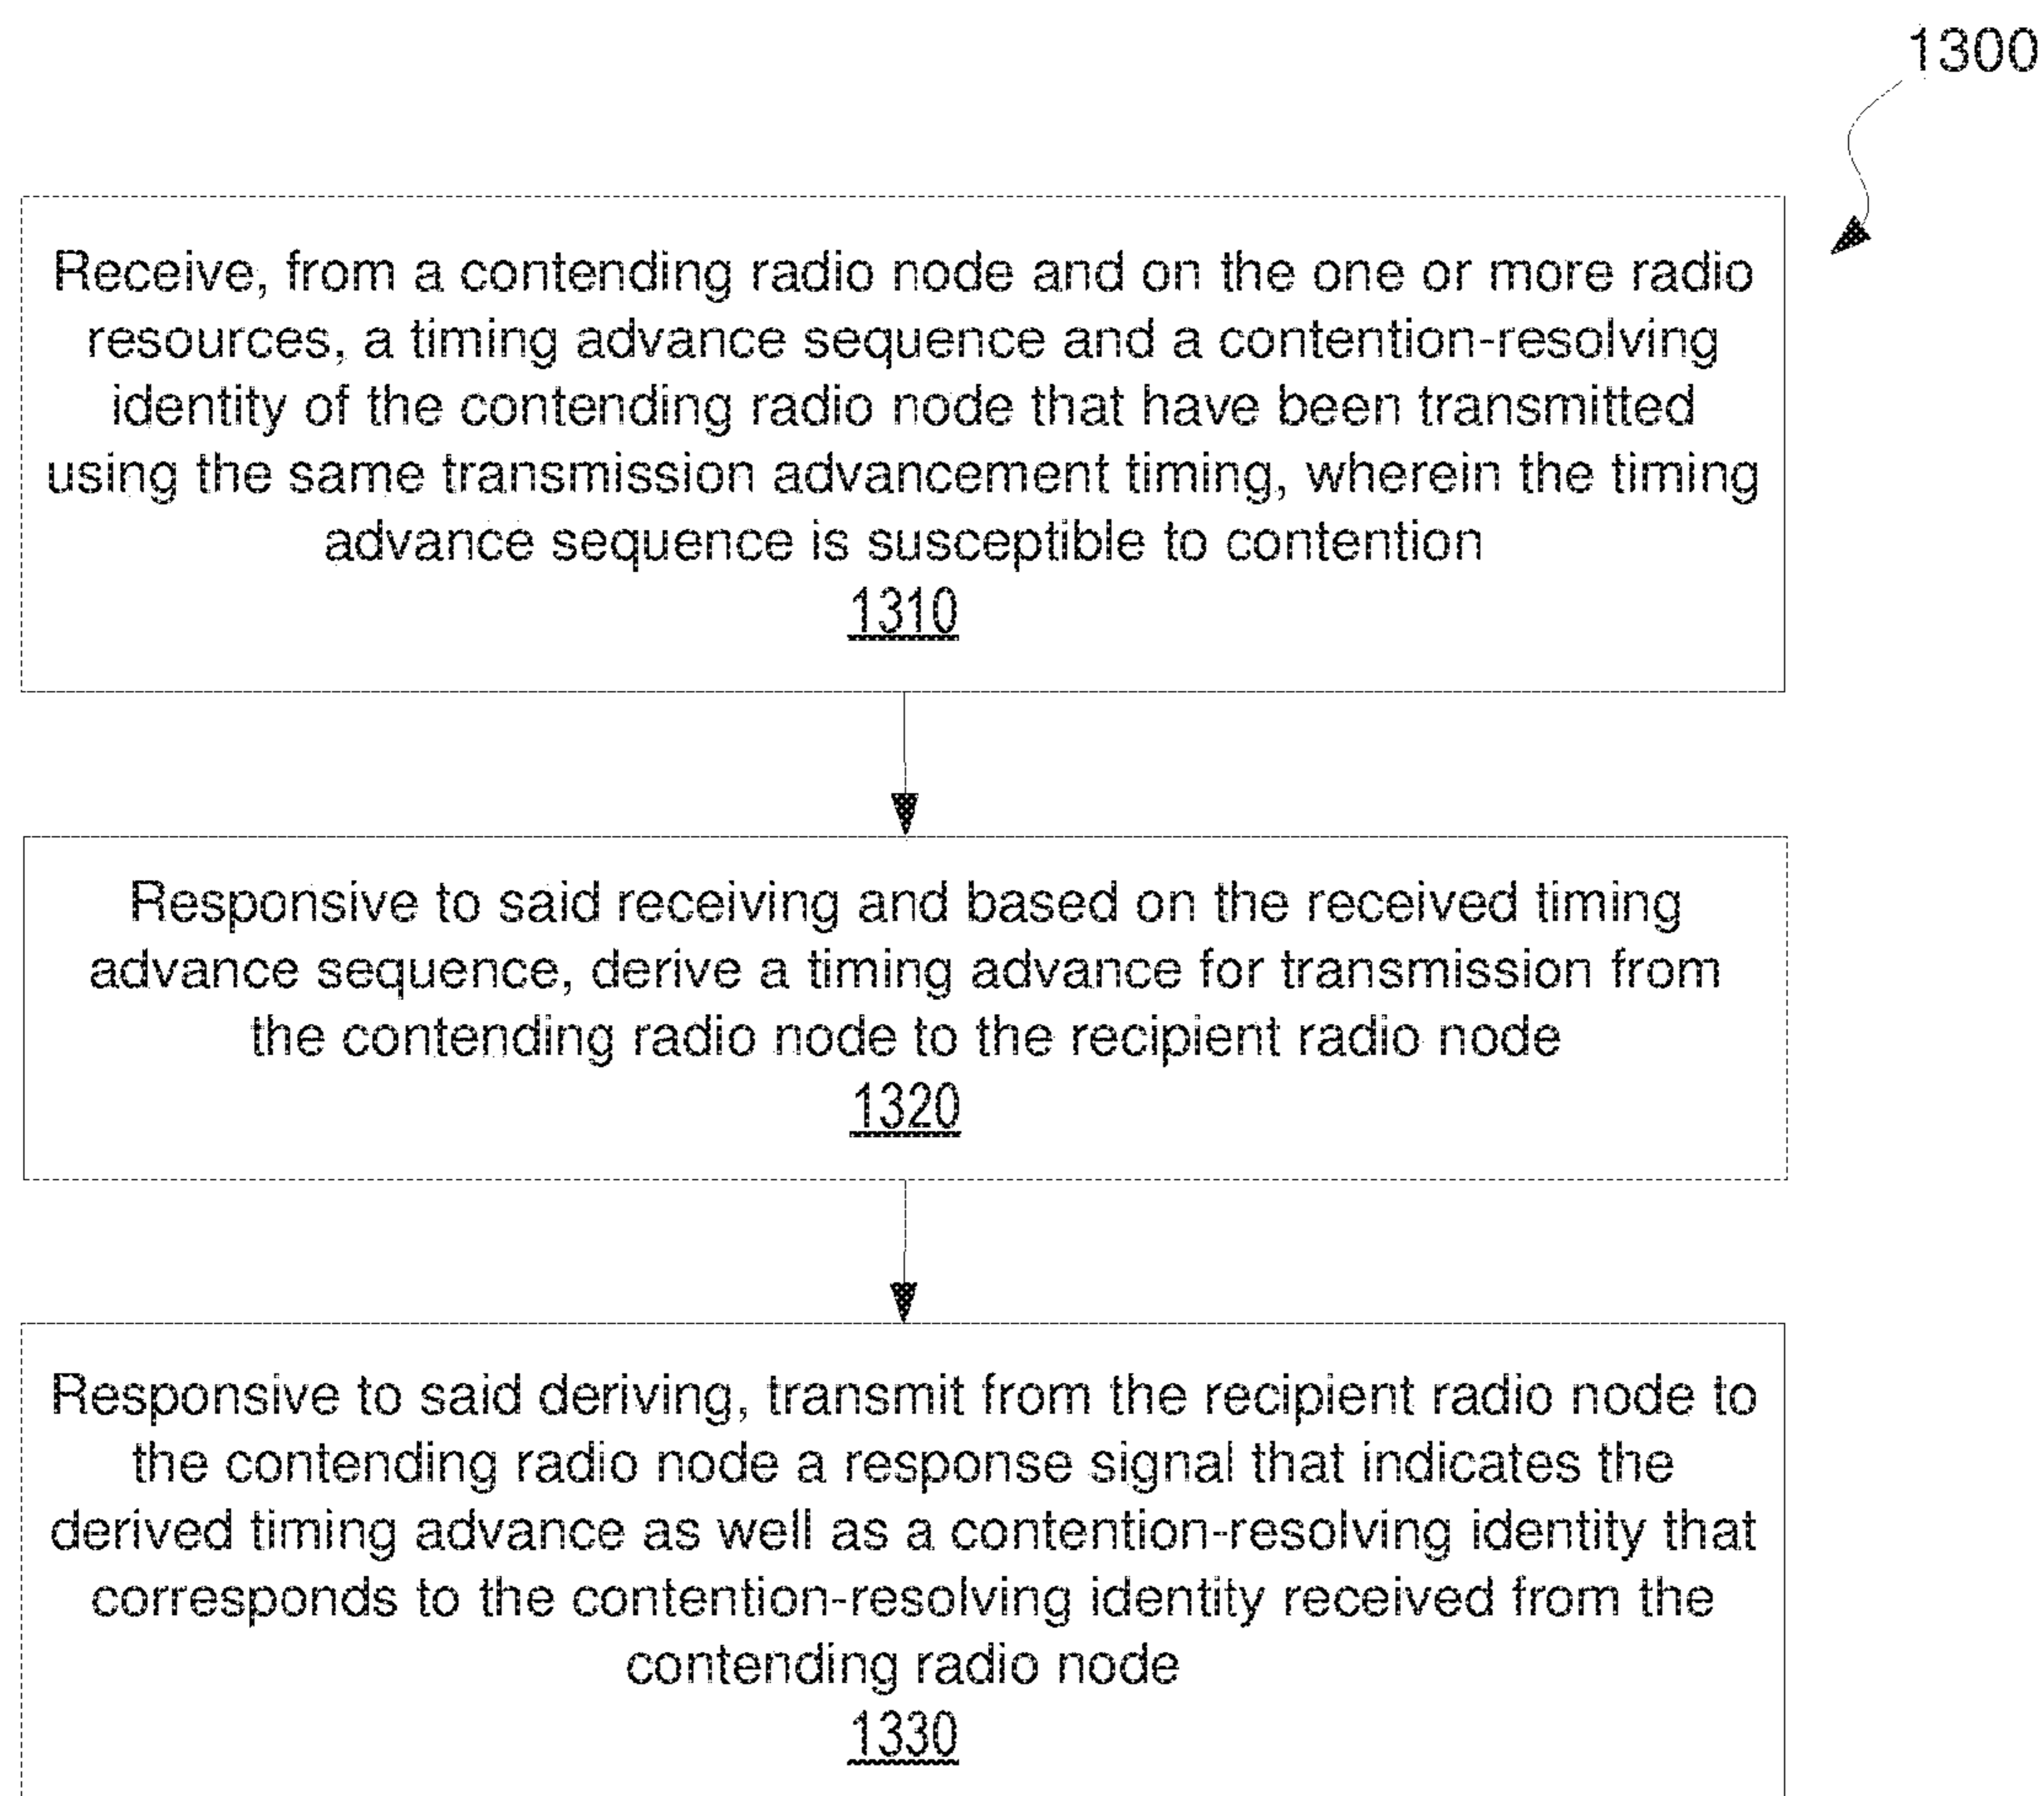 1300
Receive, from a contending radio node and on the one or more radio
resources, a timing advance sequence and a contention-resolving
identity of the contending radio node that have been transmitted
using the same transmission advancement timing, wherein the timing
advance sequence is susceptible to contention
1310
Responsive to said receiving and based on the received timing
advance sequence, derive a timing advance for transmission from
the contending radio node to the recipient radio node
1320
Responsive to said deriving, transmit from the recipient radio node to
the contending radio node a response signal that indicates the
derived timing advance as well as a contention-resolving identity that
corresponds to the contention-resolving identity received from the
contending radio node
1330